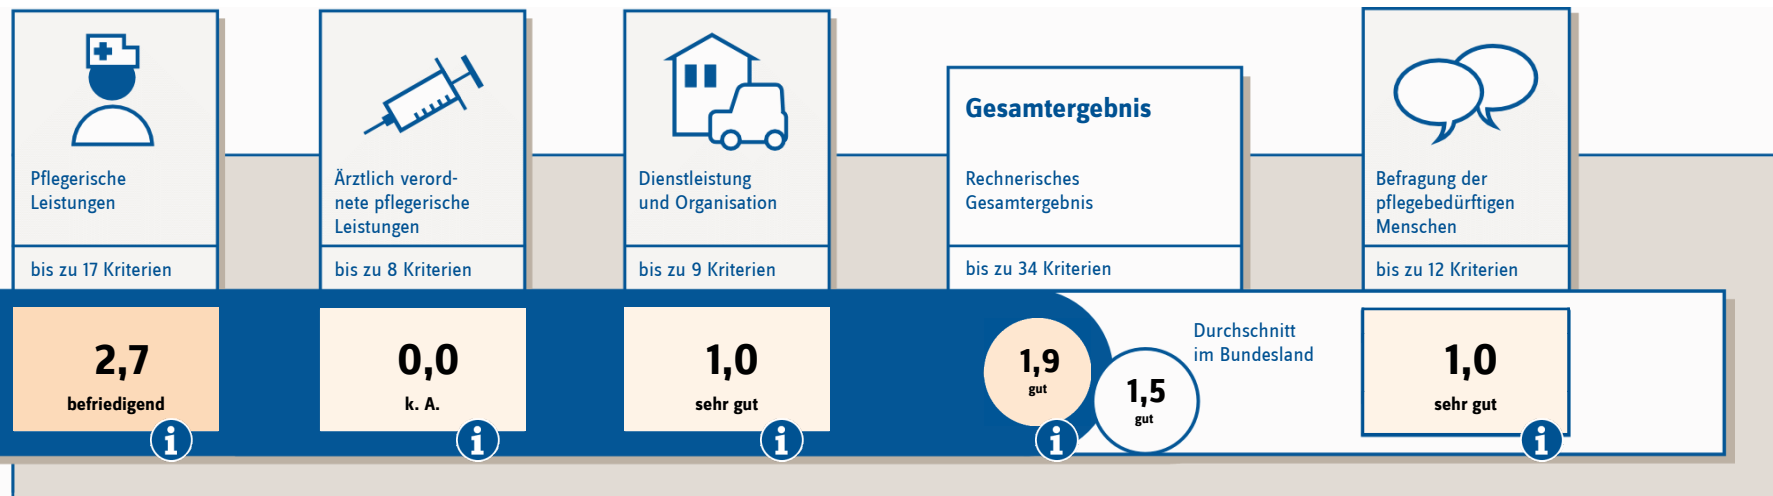 Pflegerische
Leistungen
bis zu 17 Kriterien
2,7
befriedigend
i
Ärztlich verord-
nete pflegerische
Leistungen
bis zu 8 Kriterien
0,0
k. A.
i
Dienstleistung
und Organisation
bis zu 9 Kriterien
1,0
sehr gut
i
Gesamtergebnis
Rechnerisches
Gesamtergebnis
bis zu 34 Kriterien
1,9
gut
i
1,5
gut
Durchschnitt
im Bundesland
Befragung der
pflegebedürftigen
Menschen
bis zu 12 Kriterien
1,0
sehr gut
i